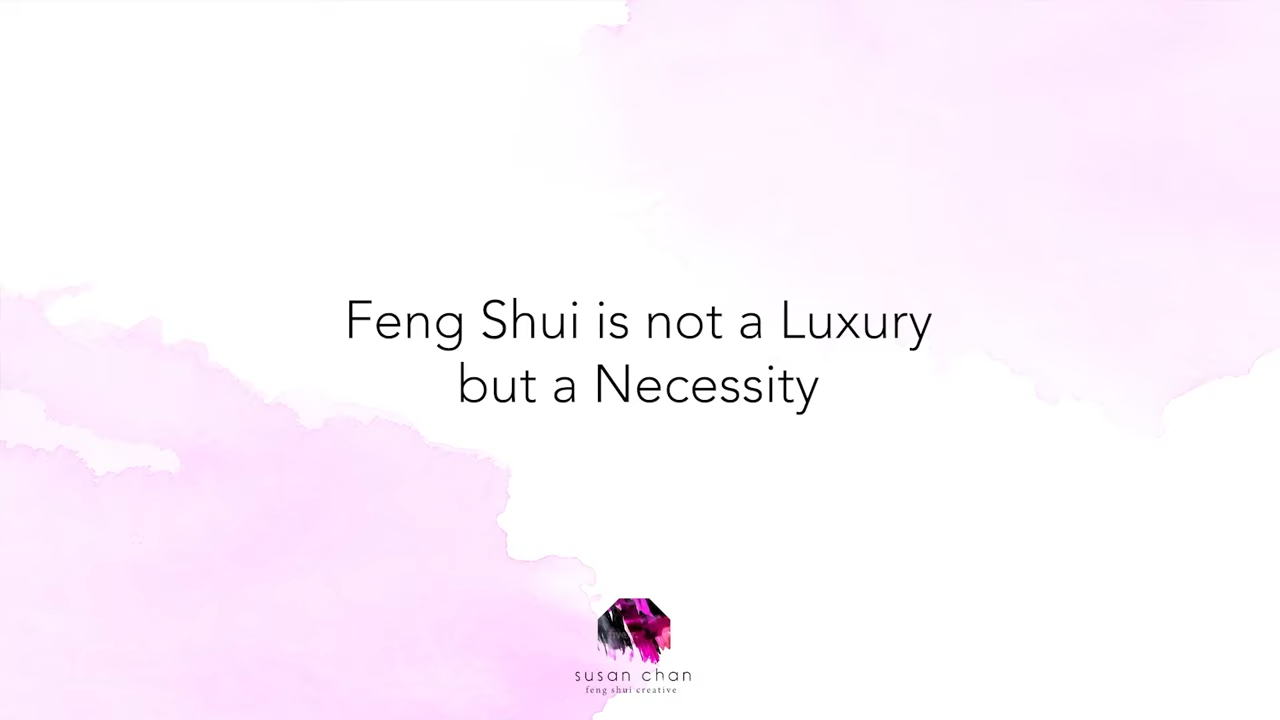 Feng Shui is not a Luxury
but a Necessity
susan chan
feng shui creative